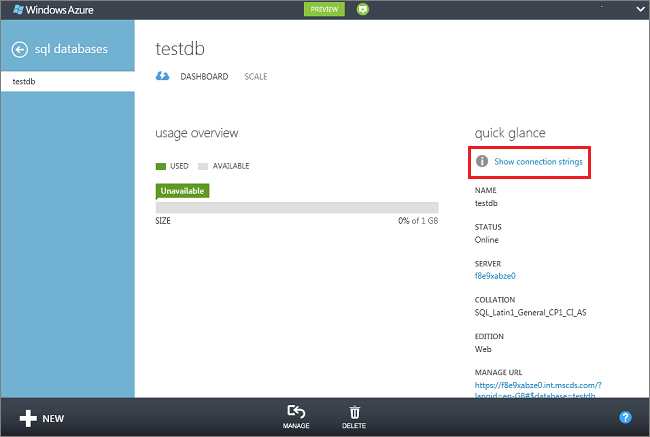 Windows Azure
PREVIEW
sql databases
testdb
testdb
DASHBOARD SCALE
usage overview
USED AVAILABLE
Unavailable
SIZE 0% of 1 GB
quick glance
Show connection strings
NAME
testdb
STATUS
Online
SERVER
f8e9xabze0
COLLATION
SQL_Latin1_General_CP1_CI_AS
EDITION
Web
MANAGE URL
https://f8e9xabze0.int.mscds.com/?
langid=en-GB#$database=testdb
NEW
MANAGE
DELETE
?